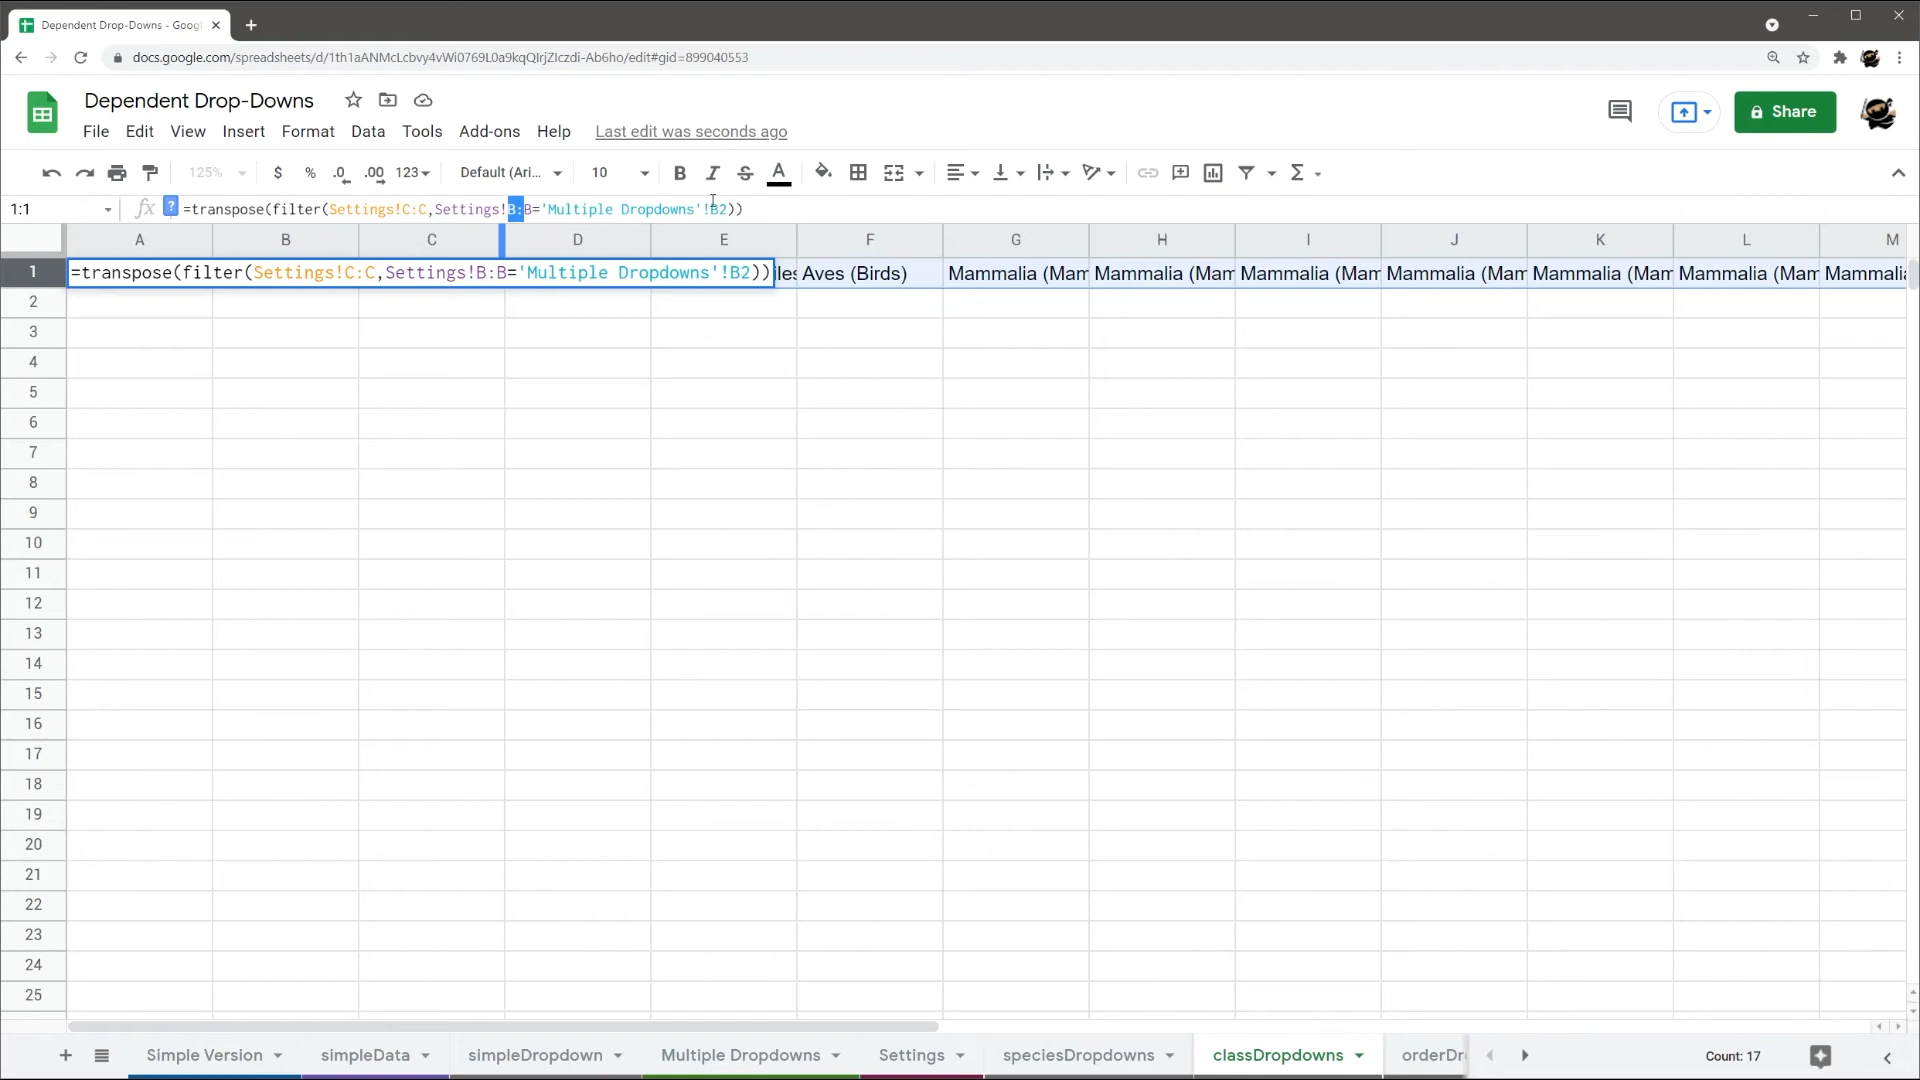 Dependent Drop-Downs - Goog
docs.google.com/spreadsheets/d/1th1aANMcLcbvy4vWi0769L0a9kqQIrjZIczdi-Ab6ho/edit#gid=899040553
Dependent Drop-Downs
File Edit View Insert Format Data Tools Add-ons Help Last edit was seconds ago
Share
125% $ % .0 .00 123 Default (Ari... 10 B I S A Σ
1:1 fx ? =transpose(filter(Settings!C:C,Settings!B:B='Multiple Dropdowns'!B2))
A B C D E F G H I J K L M
1 =transpose(filter(Settings!C:C,Settings!B:B='Multiple Dropdowns'!B2)) les Aves (Birds) Mammalia (Mam Mammalia (Mam Mammalia (Mam Mammalia (Mam Mammalia (Mam Mammalia (Mam Mammalia
2
3
4
5
6
7
8
9
10
11
12
13
14
15
16
17
18
19
20
21
22
23
24
25
Simple Version simpleData simpleDropdown Multiple Dropdowns Settings speciesDropdowns classDropdowns orderDr Count: 17